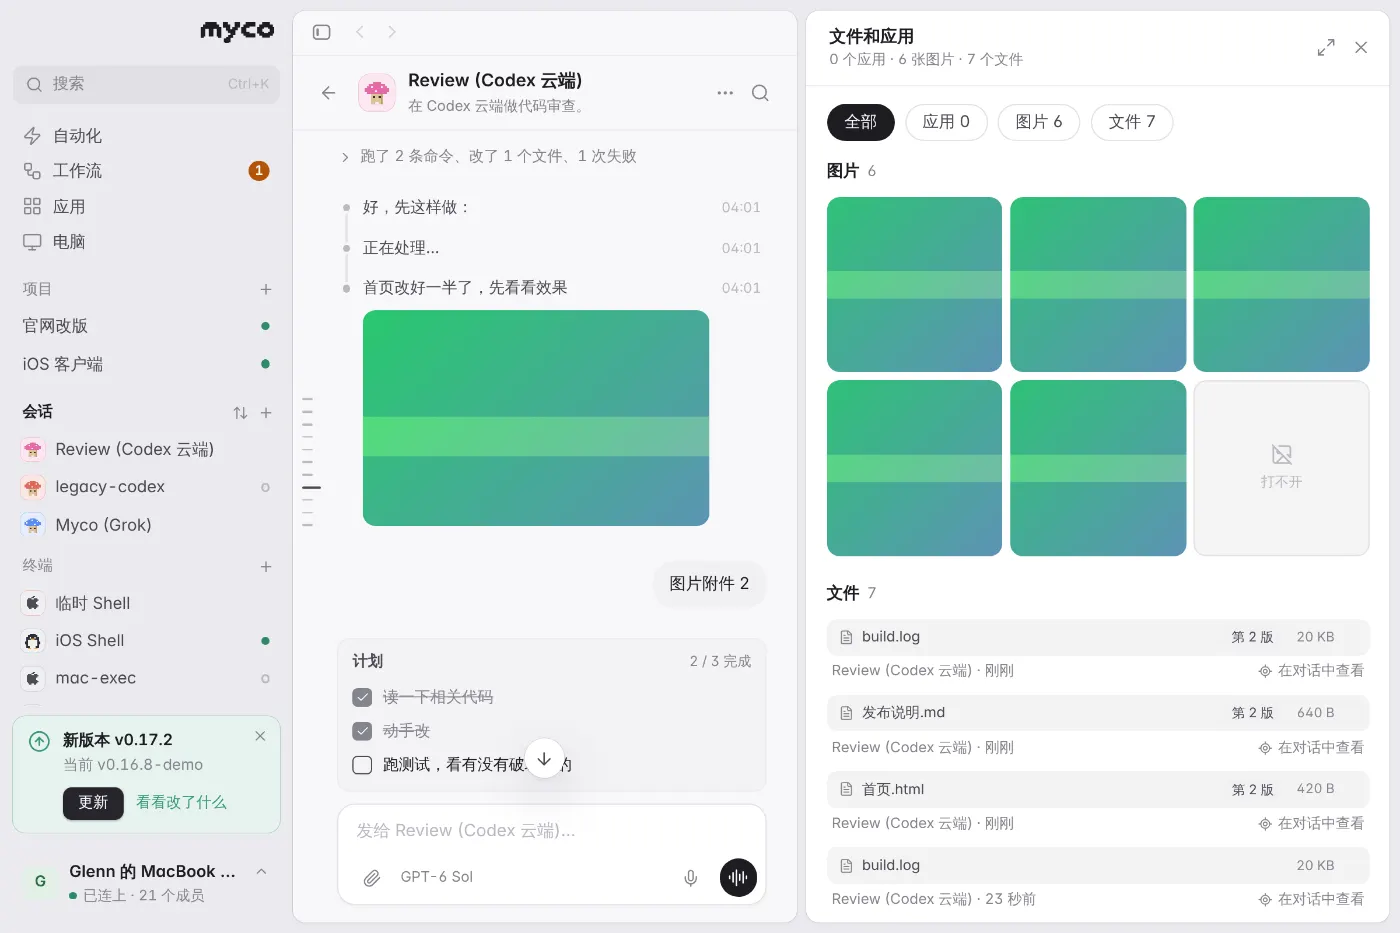 myco
搜索 Ctrl+K
自动化
工作流 1
应用
电脑
项目
官网改版
iOS 客户端
会话
Review (Codex 云端)
legacy-codex
Myco (Grok)
终端
临时 Shell
iOS Shell
mac-exec
新版本 v0.17.2
当前 v0.16.8-demo
更新 看看改了什么
G
Glenn 的 MacBook ...
已连上 · 21 个成员
Review (Codex 云端)
在 Codex 云端做代码审查。
跑了 2 条命令、改了 1 个文件、1 次失败
好，先这样做： 04:01
正在处理... 04:01
首页改好一半了，先看看效果 04:01
图片附件 2
计划 2 / 3 完成
读一下相关代码
动手改
跑测试，看有没有破 的
发给 Review (Codex 云端)...
GPT-6 Sol
文件和应用
0 个应用 · 6 张图片 · 7 个文件
全部 应用 0 图片 6 文件 7
图片 6
打不开
文件 7
build.log 第 2 版 20 KB
Review (Codex 云端) · 刚刚 在对话中查看
发布说明.md 第 2 版 640 B
Review (Codex 云端) · 刚刚 在对话中查看
首页.html 第 2 版 420 B
Review (Codex 云端) · 刚刚 在对话中查看
build.log 20 KB
Review (Codex 云端) · 23 秒前 在对话中查看